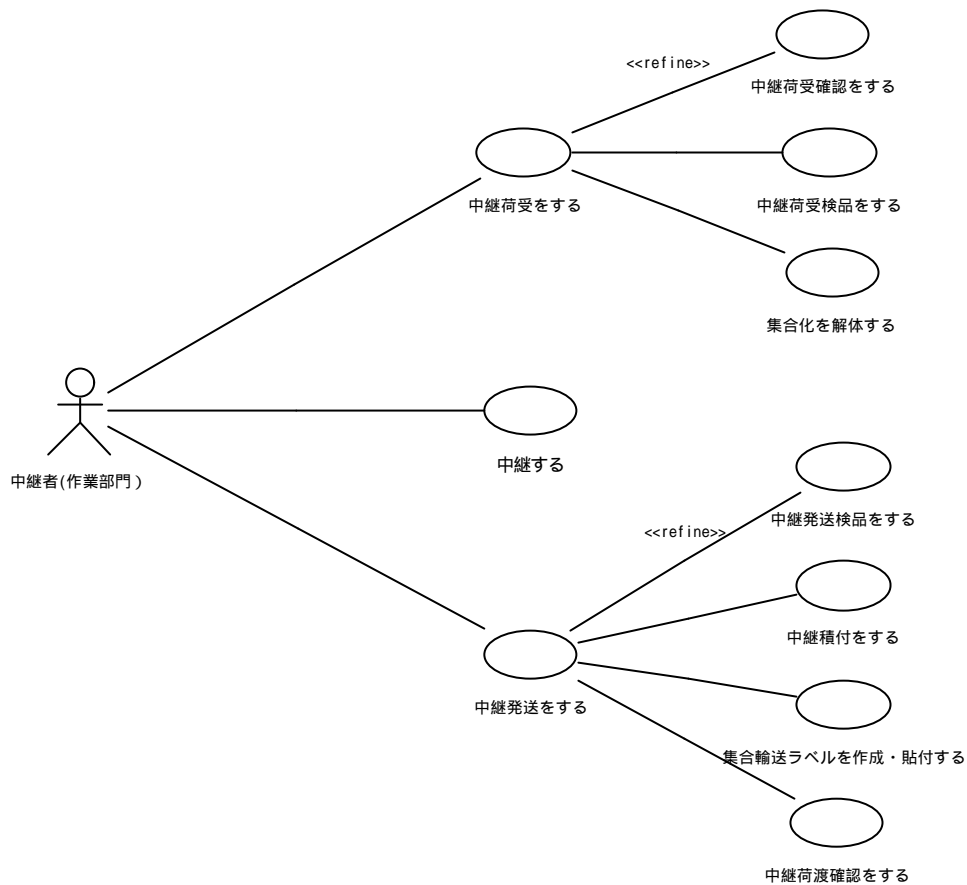 <<refine>>
中継荷受確認をする
中継荷受をする
中継荷受検品をする
集合化を解体する
中継者(作業部門)
中継する
<<refine>>
中継発送検品をする
中継積付をする
中継発送をする
集合輸送ラベルを作成・貼付する
中継荷渡確認をする